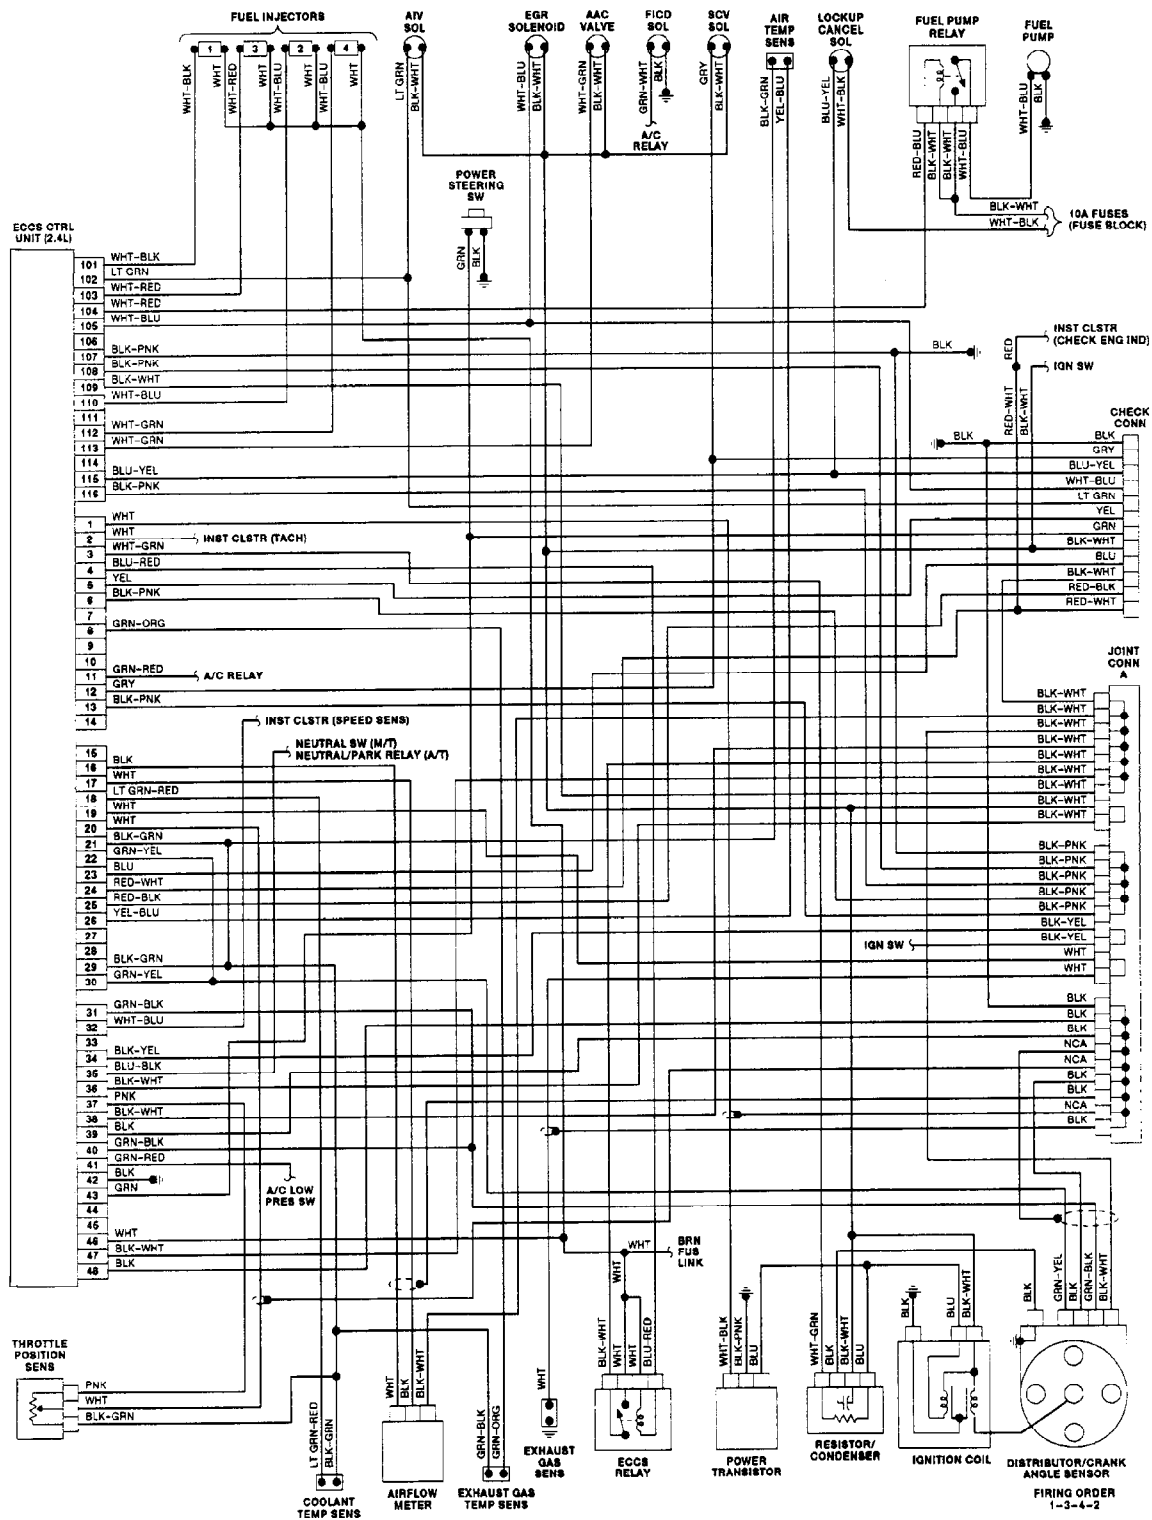 FUEL INJECTORS
1
3
2
4
AIV
SOL
EGR
SOLENOID
AAC
VALVE
FICD
SOL
SCV
SOL
AIR
TEMP
SENS
LOCKUP
CANCEL
SOL
FUEL PUMP
RELAY
FUEL
PUMP
WHT-BLK
WHT
WHT-RED
WHT
WHT-BLU
WHT-BLU
WHT
LT GRN
BLK-WHT
WHT-BLU
BLK-WHT
WHT-GRN
BLK-WHT
GRN-WHT
BLK
GRY
BLK-WHT
BLK-GRN
YEL-BLU
BLU-YEL
WHT-BLK
RED-BLU
BLK-WHT
BLK-WHT
WHT-BLU
WHT-BLU
BLK
A/C
RELAY
POWER
STEERING
SW
GRN
BLK
BLK-WHT
WHT-BLK
10A FUSES
(FUSE BLOCK)
ECCS CTRL
UNIT (2.4L)
101 WHT-BLK
102 LT GRN
103 WHT-RED
104 WHT-RED
105 WHT-BLU
106
107 BLK-PNK
108 BLK-PNK
109 BLK-WHT
110 WHT-BLU
111
112 WHT-GRN
113 WHT-GRN
114
115 BLU-YEL
116 BLK-PNK
1 WHT
2 WHT
INST CLSTR (TACH)
3 WHT-GRN
4 BLU-RED
5 YEL
6 BLK-PNK
7
8 GRN-ORG
9
10
11 GRN-RED
A/C RELAY
12 GRY
13 BLK-PNK
14
INST CLSTR (SPEED SENS)
NEUTRAL SW (M/T)
NEUTRAL/PARK RELAY (A/T)
15
16 BLK
17 WHT
18 LT GRN-RED
19 WHT
20 WHT
21 BLK-GRN
22 GRN-YEL
23 BLU
24 RED-WHT
25 RED-BLK
26 YEL-BLU
27
28
29 BLK-GRN
30 GRN-YEL
31 GRN-BLK
32 WHT-BLU
33
34 BLK-YEL
35 BLU-BLK
36 BLK-WHT
37 PNK
38 BLK-WHT
39 BLK
40 GRN-BLK
41 GRN-RED
42 BLK
43 GRN
44
45
46 WHT
47 BLK-WHT
48 BLK
A/C LOW
PRES SW
BLK
RED
INST CLSTR
(CHECK ENG IND)
IGN SW
RED-WHT
BLK-WHT
CHECK
CONN
BLK
BLK
GRY
BLU-YEL
WHT-BLU
LT GRN
YEL
GRN
BLK-WHT
BLU
BLK-WHT
RED-BLK
RED-WHT
JOINT
CONN
A
BLK-WHT
BLK-WHT
BLK-WHT
BLK-WHT
BLK-WHT
BLK-WHT
BLK-WHT
BLK-WHT
BLK-WHT
BLK-PNK
BLK-PNK
BLK-PNK
BLK-PNK
BLK-PNK
BLK-YEL
IGN SW
BLK-YEL
WHT
WHT
BLK
BLK
BLK
NCA
NCA
BLK
BLK
NCA
BLK
WHT
BRN
FUS
LINK
WHT
THROTTLE
POSITION
SENS
PNK
WHT
BLK-GRN
LT GRN-RED
BLK-GRN
COOLANT
TEMP SENS
WHT
BLK
BLK-WHT
AIRFLOW
METER
GRN-BLK
GRN-ORG
EXHAUST GAS
TEMP SENS
WHT
EXHAUST
GAS
SENS
BLK-WHT
WHT
WHT
BLU-RED
ECCS
RELAY
WHT-BLK
BLK-PNK
BLU
POWER
TRANSISTOR
WHT-GRN
BLK
BLK-WHT
BLU
RESISTOR/
CONDENSER
BLK
BLU
BLK-WHT
IGNITION COIL
BLK
GRN-YEL
BLK
GRN-BLK
BLK-WHT
DISTRIBUTOR/CRANK
ANGLE SENSOR
FIRING ORDER
1-3-4-2